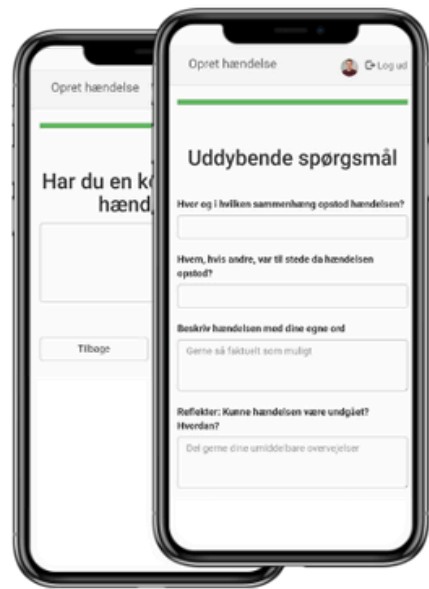 Opret hændelse
Har du en
hænd
Tilbage
Opret hændelse
Log ud
Uddybende spørgsmål
Hvor og i hvilken sammenhæng opstod hændelsen?
Hvem, hvis andre, var til stede da hændelsen
opstod?
Beskriv hændelsen med dine egne ord
Gerne så faktuelt som muligt
Reflekter: Kunne hændelsen være undgået?
Hvordan?
Del gerne dine umiddelbare overvejelser